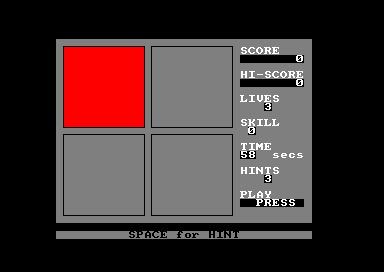 SCORE
0
HI-SCORE
0
LIVES
3
SKILL
0
TIME
58 secs
HINTS
3
PLAY
PRESS
SPACE for HINT